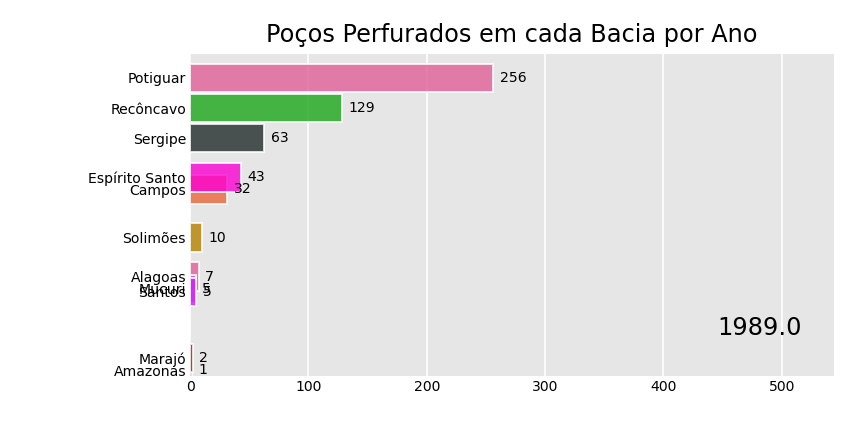 Poços Perfurados em cada Bacia por Ano
Potiguar 256
Recôncavo 129
Sergipe 63
Espírito Santo 43
Campos 32
Solimões 10
Alagoas 7
Mucuri 5
Santos 5
1989.0
Marajó 2
Amazonas 1
0 100 200 300 400 500